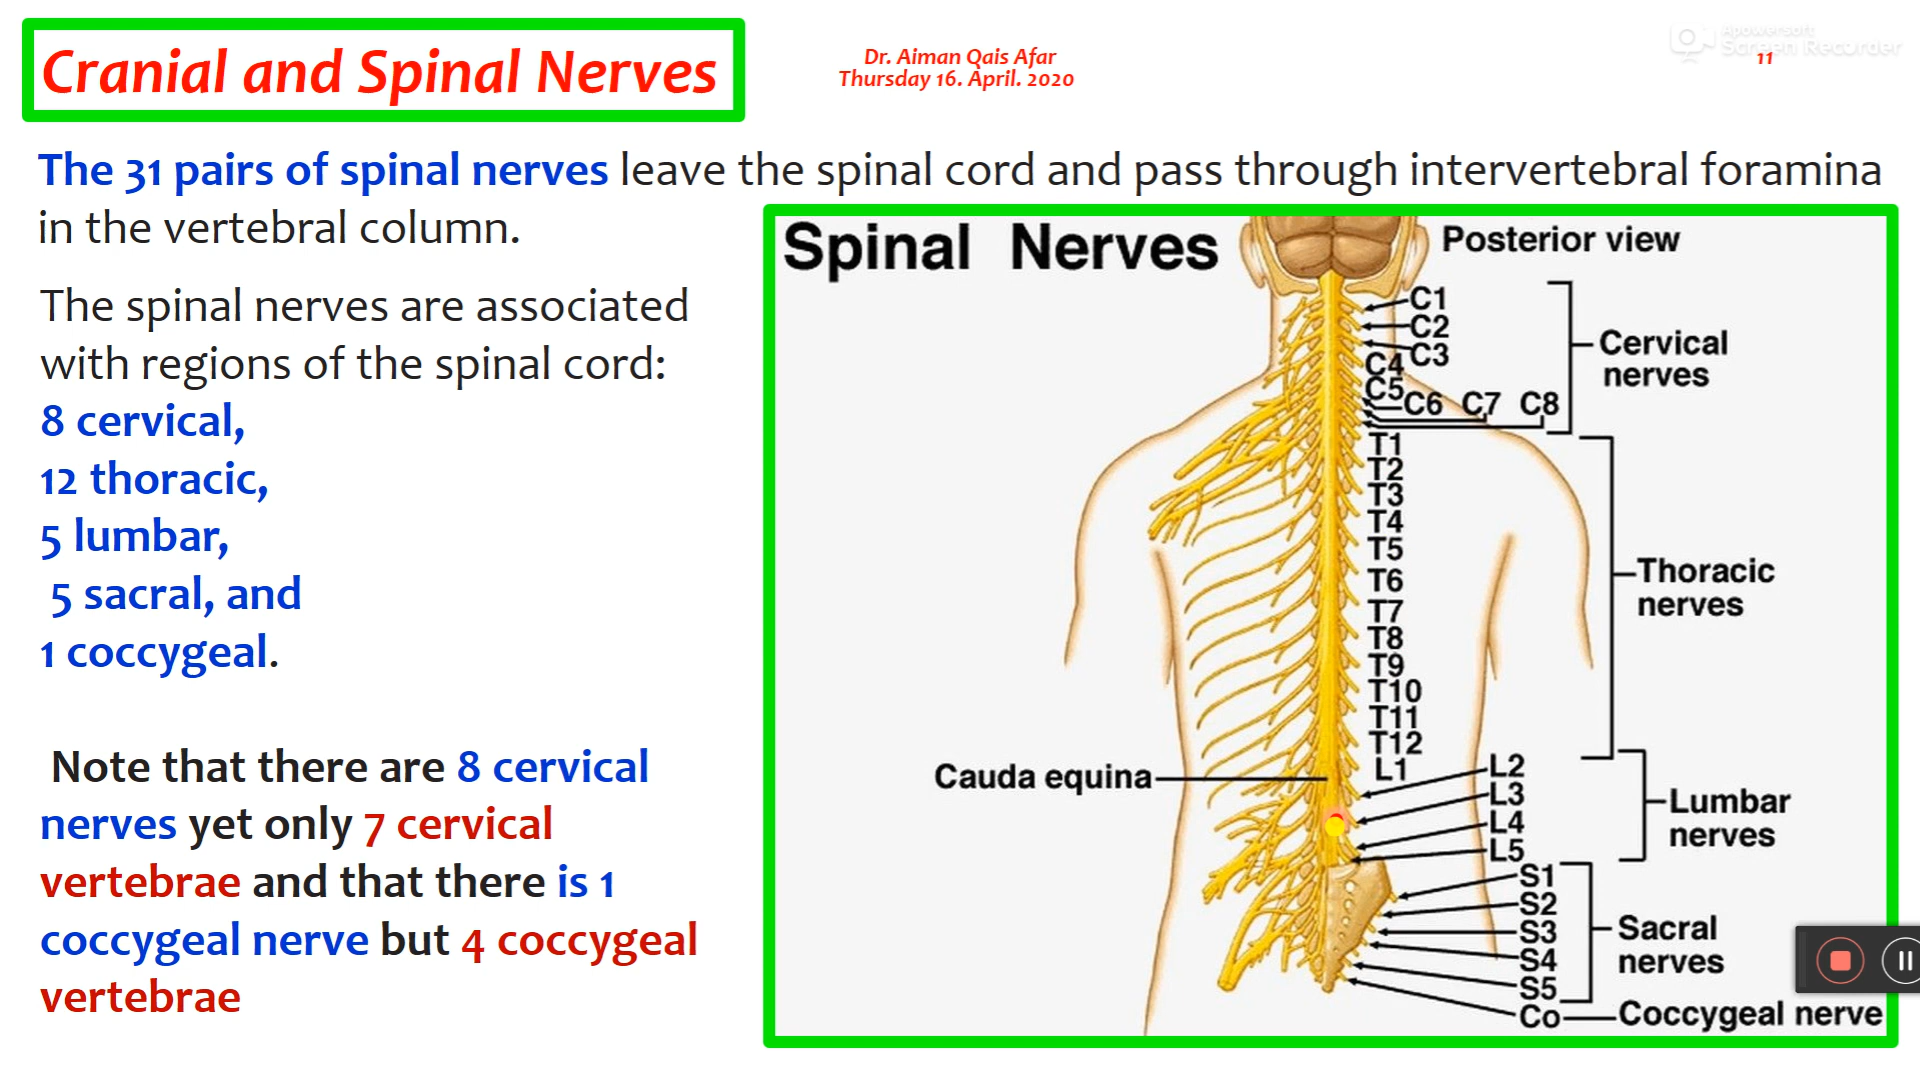 Cranial and Spinal Nerves
Dr. Aiman Qais Afar
Thursday 16. April. 2020
11
Apowersoft
Screen Recorder
The 31 pairs of spinal nerves leave the spinal cord and pass through intervertebral foramina
in the vertebral column.
The spinal nerves are associated
with regions of the spinal cord:
8 cervical,
12 thoracic,
5 lumbar,
5 sacral, and
1 coccygeal.
Note that there are 8 cervical
nerves yet only 7 cervical
vertebrae and that there is 1
coccygeal nerve but 4 coccygeal
vertebrae
Spinal Nerves
Posterior view
C1
C2
C3
C4
C5
C6 C7 C8
Cervical
nerves
T1
T2
T3
T4
T5
T6
T7
T8
T9
T10
T11
T12
Thoracic
nerves
L1
L2
L3
L4
L5
Lumbar
nerves
Cauda equina
S1
S2
S3
S4
S5
Sacral
nerves
Co
Coccygeal nerve